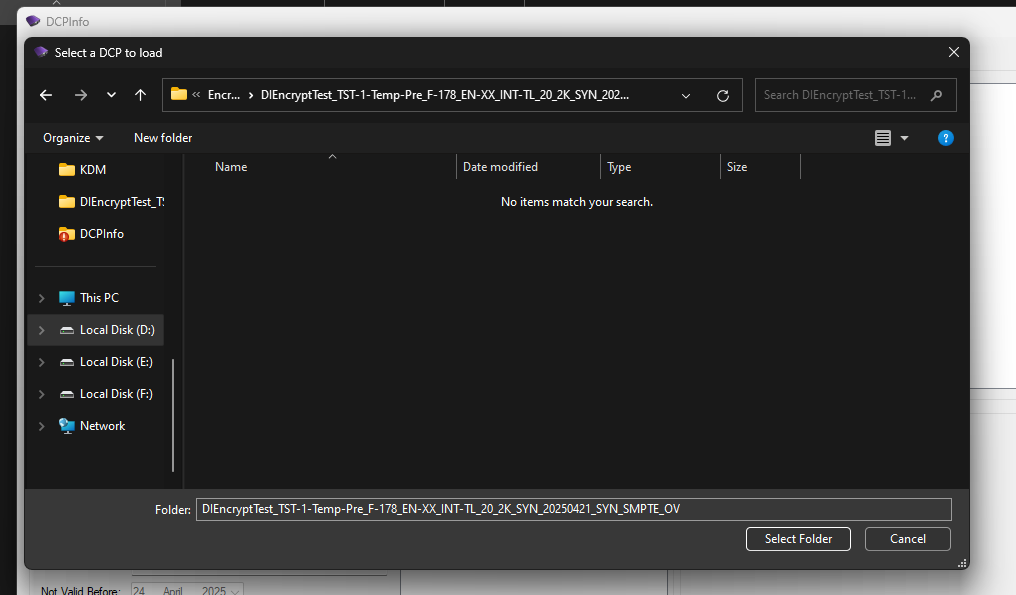 DCPInfo
Select a DCP to load
« Encr... › DIEncryptTest_TST-1-Temp-Pre_F-178_EN-XX_INT-TL_20_2K_SYN_202...
Search DIEncryptTest_TST-1...
Organize
New folder
Name
Date modified
Type
Size
No items match your search.
KDM
DIEncryptTest_TS
DCPInfo
This PC
Local Disk (D:)
Local Disk (E:)
Local Disk (F:)
Network
Folder: DIEncryptTest_TST-1-Temp-Pre_F-178_EN-XX_INT-TL_20_2K_SYN_20250421_SYN_SMPTE_OV
Select Folder
Cancel
Not Valid Before: 24 April 2025